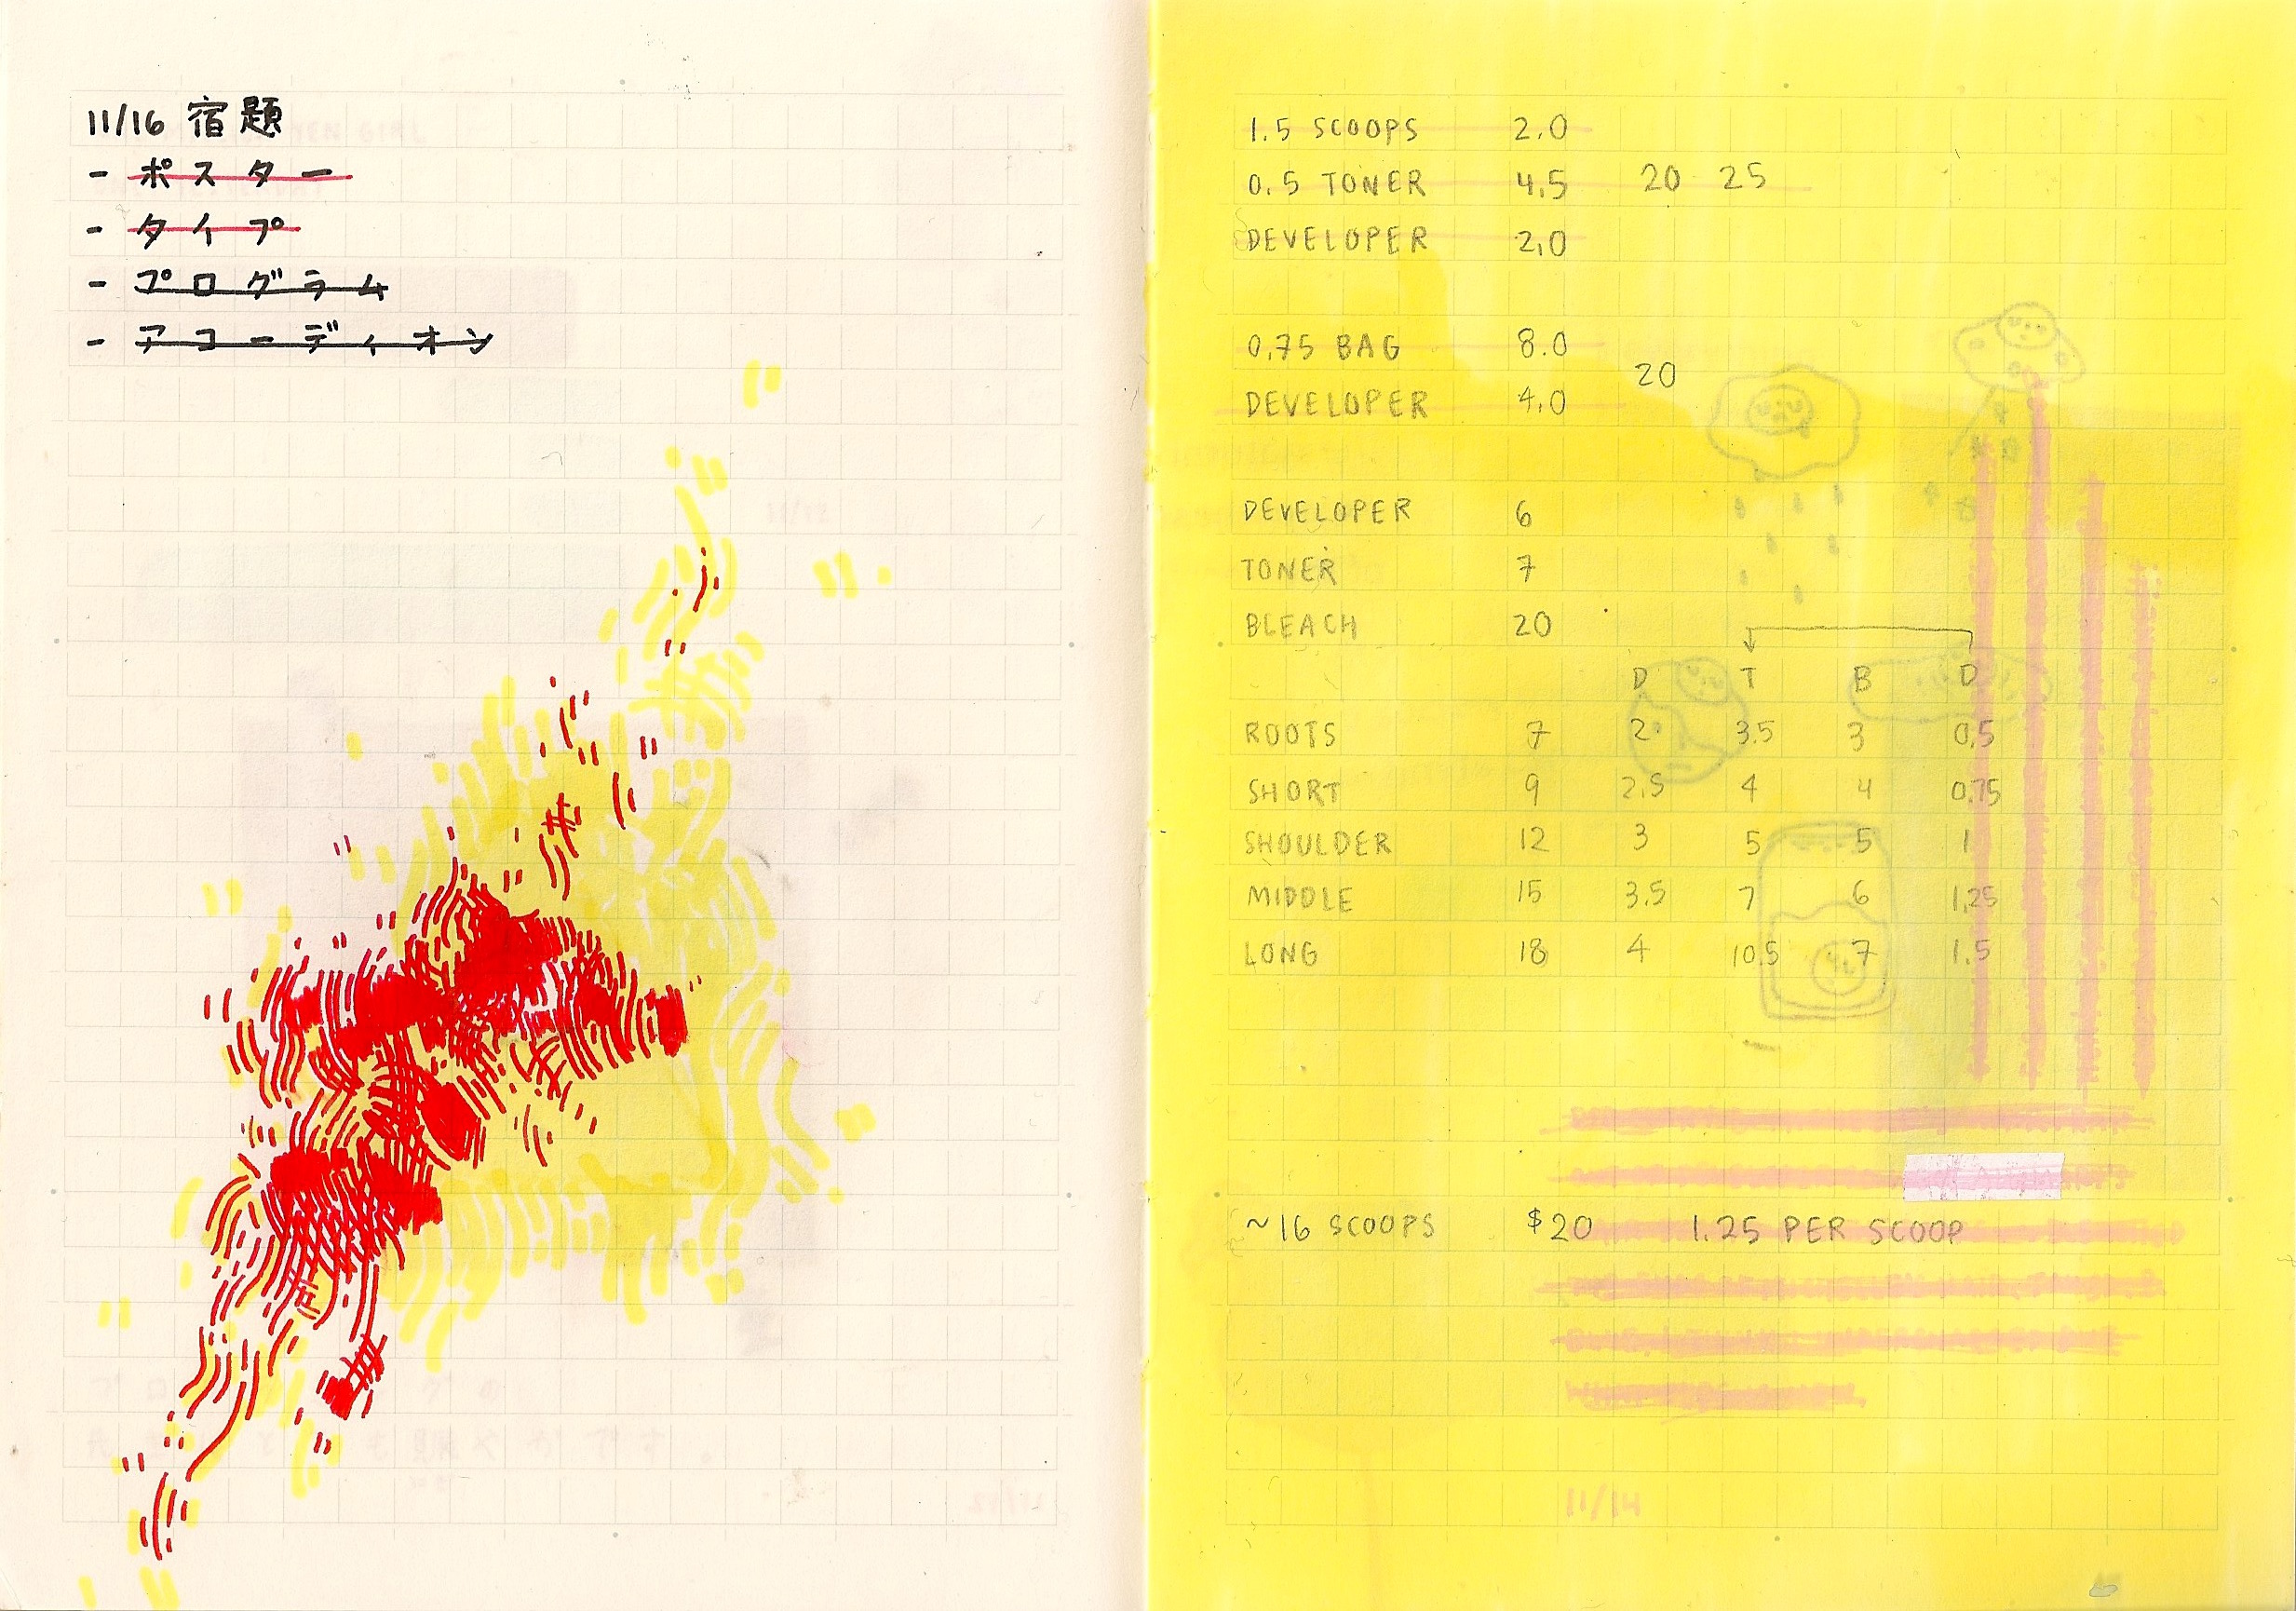 11/16 宿題
- ポスター
- タイプ
- プログラム
- アコーディオン
1.5 SCOOPS 2.0
0.5 TONER 4.5 20 25
DEVELOPER 2.0
0.75 BAG 8.0
20
DEVELOPER 4.0
DEVELOPER 6
TONER 7
BLEACH 20
D T B D
ROOTS 7 2 3.5 3 0.5
SHORT 9 2.5 4 4 0.75
SHOULDER 12 3 5 5 1
MIDDLE 15 3.5 7 6 1.25
LONG 18 4 10.5 7 1.5
~16 SCOOPS $20 1.25 PER SCOOP
11/14